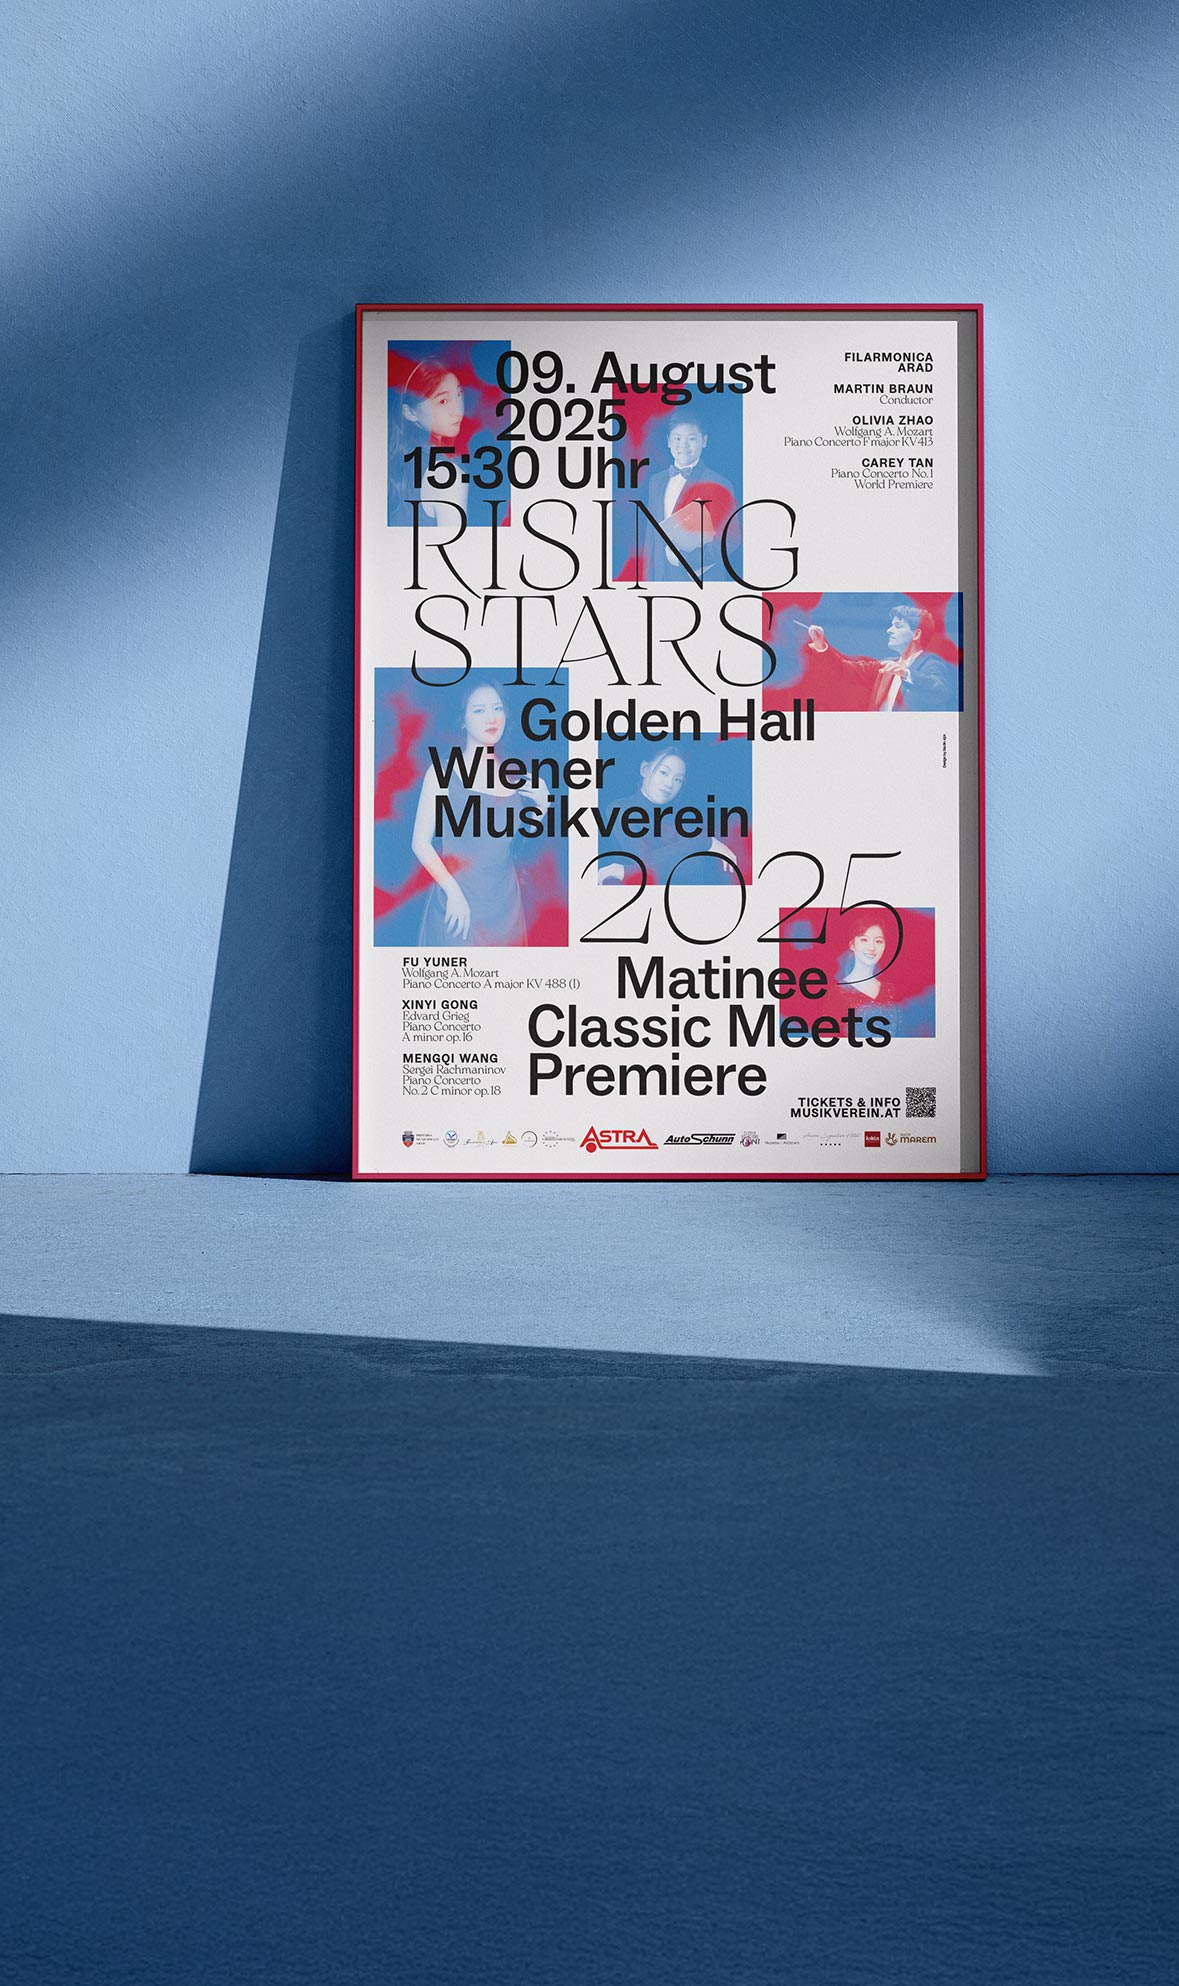 09. August
2025
15:30 Uhr
RISING
STARS
Golden Hall
Wiener
Musikverein
2025
Matinee
Classic Meets
Premiere
FILARMONICA
ARAD
MARTIN BRAUN
Conductor
OLIVIA ZHAO
Wolfgang A. Mozart
Piano Concerto F major KV 413
CAREY TAN
Piano Concerto No. 1
World Premiere
FU YUNER
Wolfgang A. Mozart
Piano Concerto A major KV 488 (I)
XINYI GONG
Edvard Grieg
Piano Concerto
A minor op. 16
MENGQI WANG
Sergei Rachmaninov
Piano Concerto
No. 2 C minor op. 18
TICKETS & INFO
MUSIKVEREIN.AT
ASTRA
AutoSchunn
MAREM